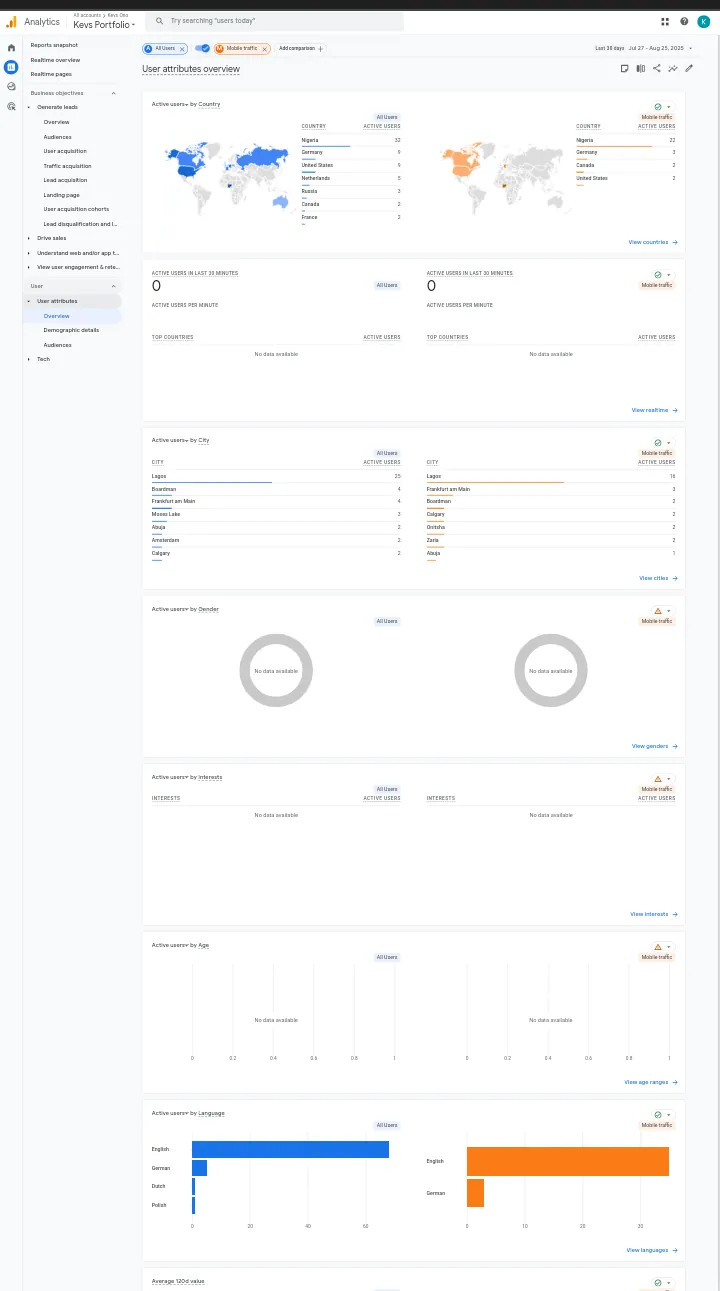 Analytics
All accounts > Kevs Ore
Kevs Portfolio
Try searching "users today"
K
Reports snapshot
Realtime overview
Realtime pages
Business objectives
Generate leads
Overview
Audiences
User acquisition
Traffic acquisition
Lead acquisition
Landing page
User acquisition cohorts
Lead disqualification and l...
Drive sales
Understand web and/or app t...
View user engagement & rete...
User
User attributes
Overview
Demographic details
Audiences
Tech
A All Users
M Mobile traffic
Add comparison +
Jul 27 - Aug 25, 2025
User attributes overview
Active users by Country
All Users
Mobile traffic
COUNTRY ACTIVE USERS
Nigeria 32
Germany 9
United States 9
Netherlands 5
Russia 3
Canada 2
France 2
COUNTRY ACTIVE USERS
Nigeria 22
Germany 3
Canada 2
United States 2
View countries
ACTIVE USERS IN LAST 30 MINUTES
0
All Users
ACTIVE USERS PER MINUTE
TOP COUNTRIES ACTIVE USERS
No data available
ACTIVE USERS IN LAST 30 MINUTES
0
Mobile traffic
ACTIVE USERS PER MINUTE
TOP COUNTRIES ACTIVE USERS
No data available
View realtime
Active users by City
All Users
Mobile traffic
CITY ACTIVE USERS
Lagos 25
Boardman 4
Frankfurt am Main 4
Moses Lake 3
Abuja 2
Amsterdam 2
Calgary 2
CITY ACTIVE USERS
Lagos 16
Frankfurt am Main 3
Boardman 2
Calgary 2
Onitsha 2
Zaria 2
Abuja 1
View cities
Active users by Gender
All Users
Mobile traffic
No data available
No data available
View genders
Active users by Interests
All Users
Mobile traffic
INTERESTS ACTIVE USERS
No data available
INTERESTS ACTIVE USERS
No data available
View interests
Active users by Age
All Users
Mobile traffic
No data available
0 0.2 0.4 0.6 0.8 1
No data available
0 0.2 0.4 0.6 0.8 1
View age ranges
Active users by Language
All Users
Mobile traffic
English
German
Dutch
Polish
0 20 40 60
English
German
0 10 20 30
View languages
Average 120d value